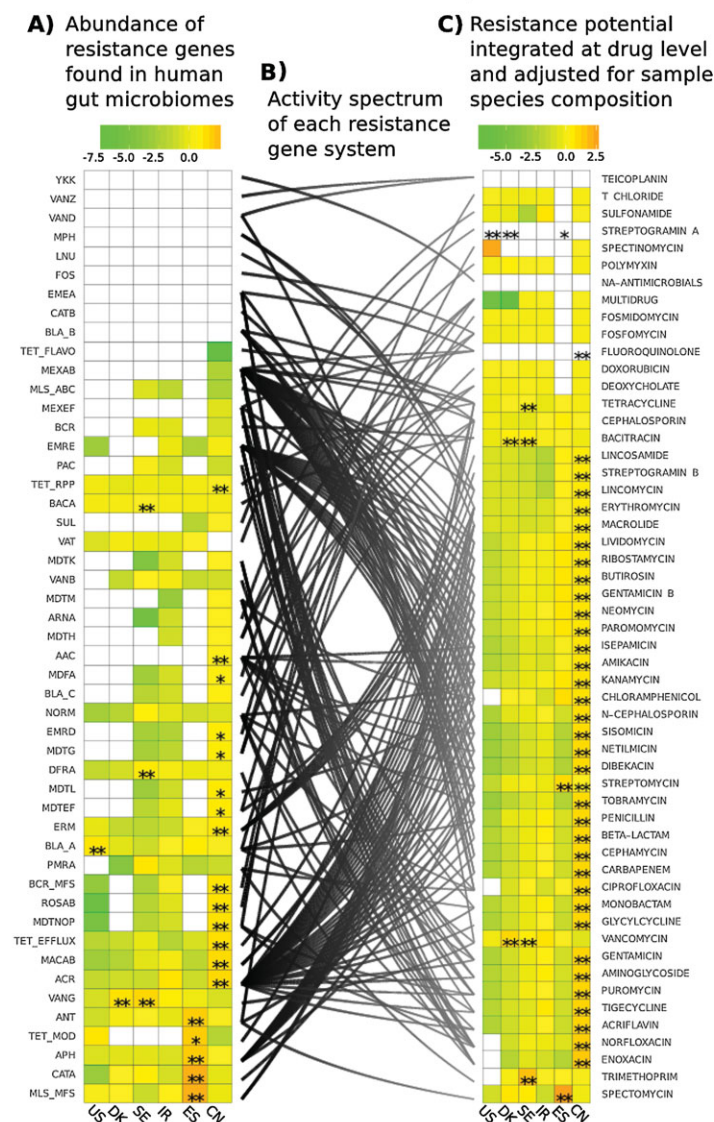 A) Abundance of
resistance genes
found in human
gut microbiomes
-7.5 -5.0 -2.5 0.0
YKK
VANZ
VAND
MPH
LNU
FOS
EMEA
CATB
BLA_B
TET_FLAVO
MEXAB
MLS_ABC
MEXEF
BCR
EMRE
PAC
TET_RPP **
BACA **
SUL
VAT
MDTK
VANB
MDTM
ARNA
MDTH
AAC **
MDFA *
BLA_C
NORM
EMRD *
MDTG *
DFRA **
MDTL *
MDTEF *
ERM **
BLA_A **
PMRA
BCR_MFS **
ROSAB **
MDTNOP **
TET_EFFLUX **
MACAB **
ACR **
VANG ** **
ANT **
TET_MOD *
APH **
CATA **
MLS_MFS **
US DK SE IR ES CN
B)
Activity spectrum
of each resistance
gene system
C) Resistance potential
integrated at drug level
and adjusted for sample
species composition
-5.0 -2.5 0.0 2.5
TEICOPLANIN
T CHLORIDE
SULFONAMIDE
** ** * STREPTOGRAMIN A
SPECTINOMYCIN
POLYMYXIN
NA-ANTIMICROBIALS
MULTIDRUG
FOSMIDOMYCIN
FOSFOMYCIN
** FLUOROQUINOLONE
DOXORUBICIN
DEOXYCHOLATE
** TETRACYCLINE
CEPHALOSPORIN
** ** BACITRACIN
** LINCOSAMIDE
** STREPTOGRAMIN B
** LINCOMYCIN
** ERYTHROMYCIN
** MACROLIDE
** LIVIDOMYCIN
** RIBOSTAMYCIN
** BUTIROSIN
** GENTAMICIN B
** NEOMYCIN
** PAROMOMYCIN
** ISEPAMICIN
** AMIKACIN
** KANAMYCIN
** CHLORAMPHENICOL
** N-CEPHALOSPORIN
** SISOMICIN
** NETILMICIN
** DIBEKACIN
** ** STREPTOMYCIN
** TOBRAMYCIN
** PENICILLIN
** BETA-LACTAM
** CEPHAMYCIN
** CARBAPENEM
** CIPROFLOXACIN
** MONOBACTAM
** GLYCYLCYCLINE
** ** VANCOMYCIN
** GENTAMICIN
** AMINOGLYCOSIDE
** PUROMYCIN
** TIGECYCLINE
** ACRIFLAVIN
** NORFLOXACIN
** ENOXACIN
** TRIMETHOPRIM
** SPECTOMYCIN
US DK SE IR ES CN